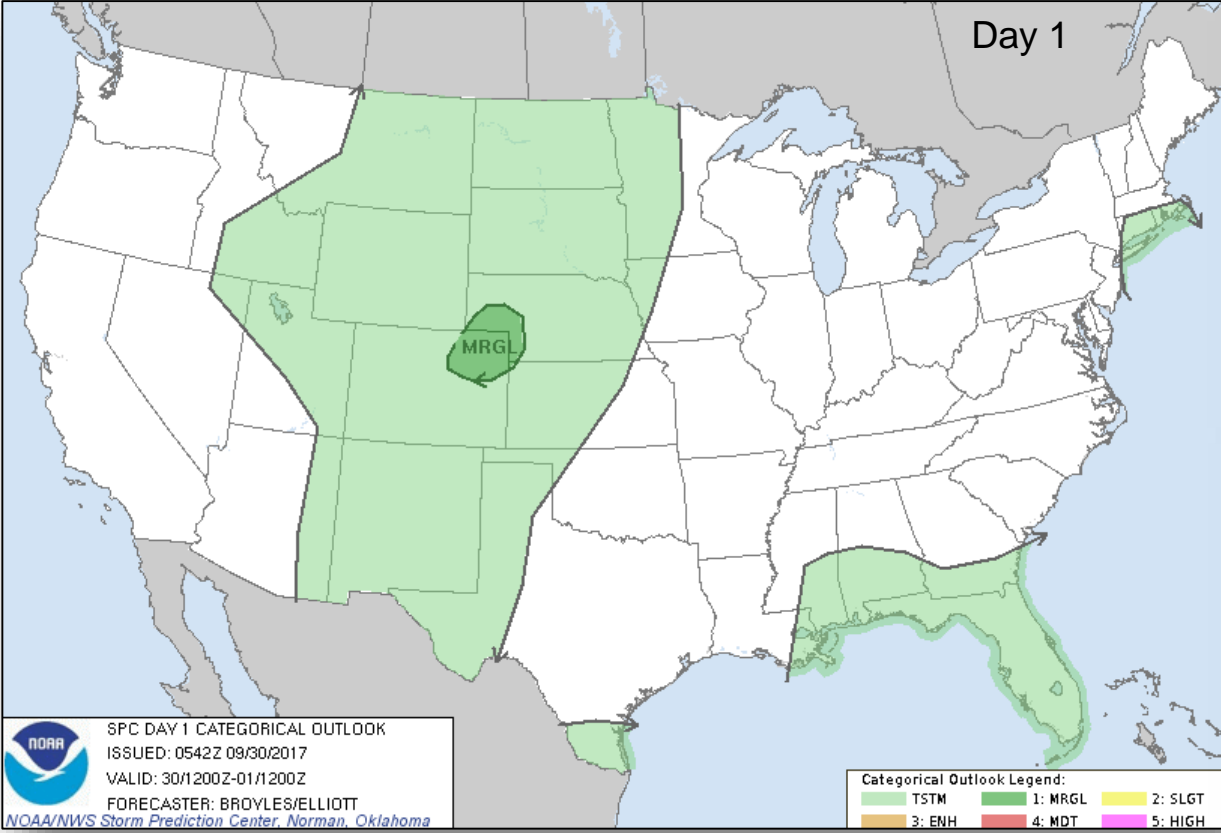 Day 1
MRGL
SPC DAY 1 CATEGORICAL OUTLOOK
ISSUED: 0542Z 09/30/2017
VALID: 30/1200Z-01/1200Z
FORECASTER: BROYLES/ELLIOTT
NOAA/NWS Storm Prediction Center, Norman, Oklahoma
NOAA
Categorical Outlook Legend:
TSTM 1: MRGL 2: SLGT
3: ENH 4: MDT 5: HIGH